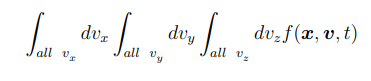 ∫_{all v_x} dv_x ∫_{all v_y} dv_y ∫_{all v_z} dv_z f(x, v, t)